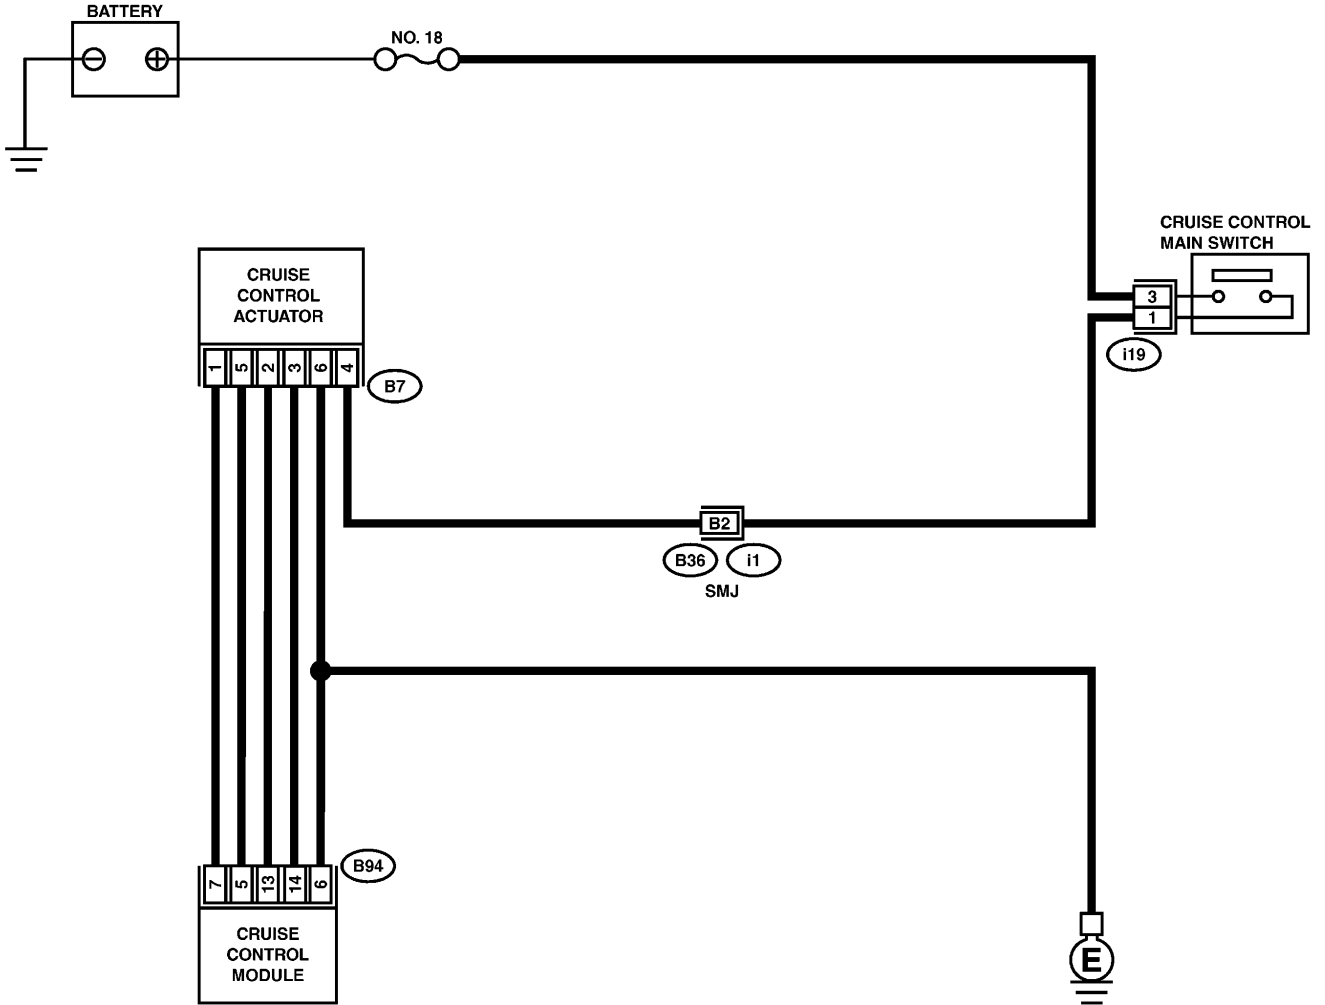 BATTERY
NO. 18
CRUISE CONTROL
MAIN SWITCH
3
1
i19
CRUISE
CONTROL
ACTUATOR
1 5 2 3 6 4
B7
B2
B36 i1
SMJ
B94
7 5 13 14 6
CRUISE
CONTROL
MODULE
E